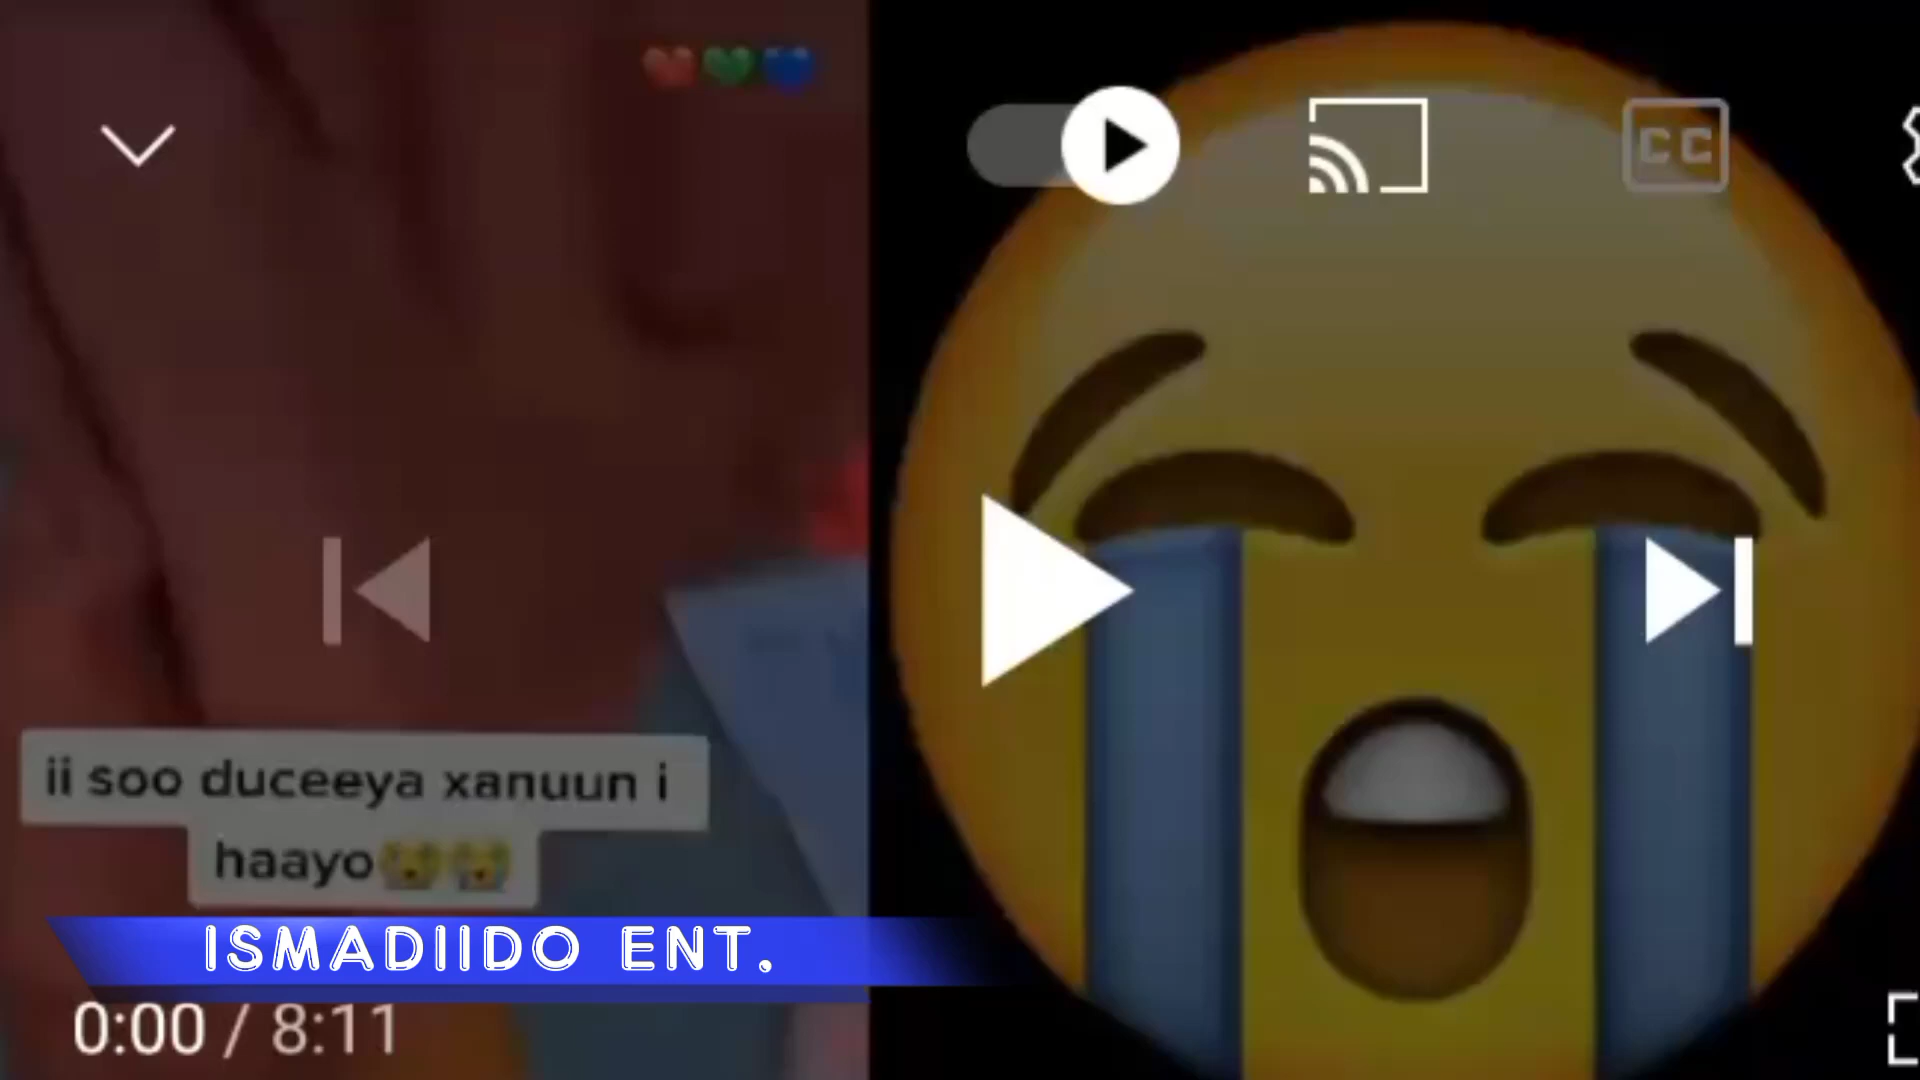 CC
ii soo duceeya xanuun i
haayo😭😭
ISMADIIDO ENT.
0:00 / 8:11